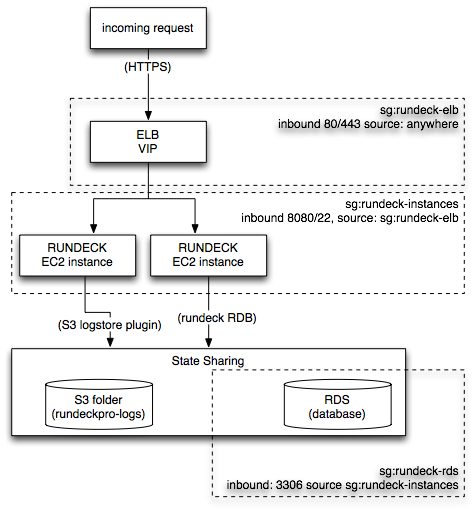 incoming request
(HTTPS)
sg:rundeck-elb
inbound 80/443 source: anywhere
ELB
VIP
sg:rundeck-instances
inbound 8080/22, source: sg:rundeck-elb
RUNDECK
EC2 instance
RUNDECK
EC2 instance
(S3 logstore plugin)
(rundeck RDB)
State Sharing
S3 folder
(rundeckpro-logs)
RDS
(database)
sg:rundeck-rds
inbound: 3306 source sg:rundeck-instances